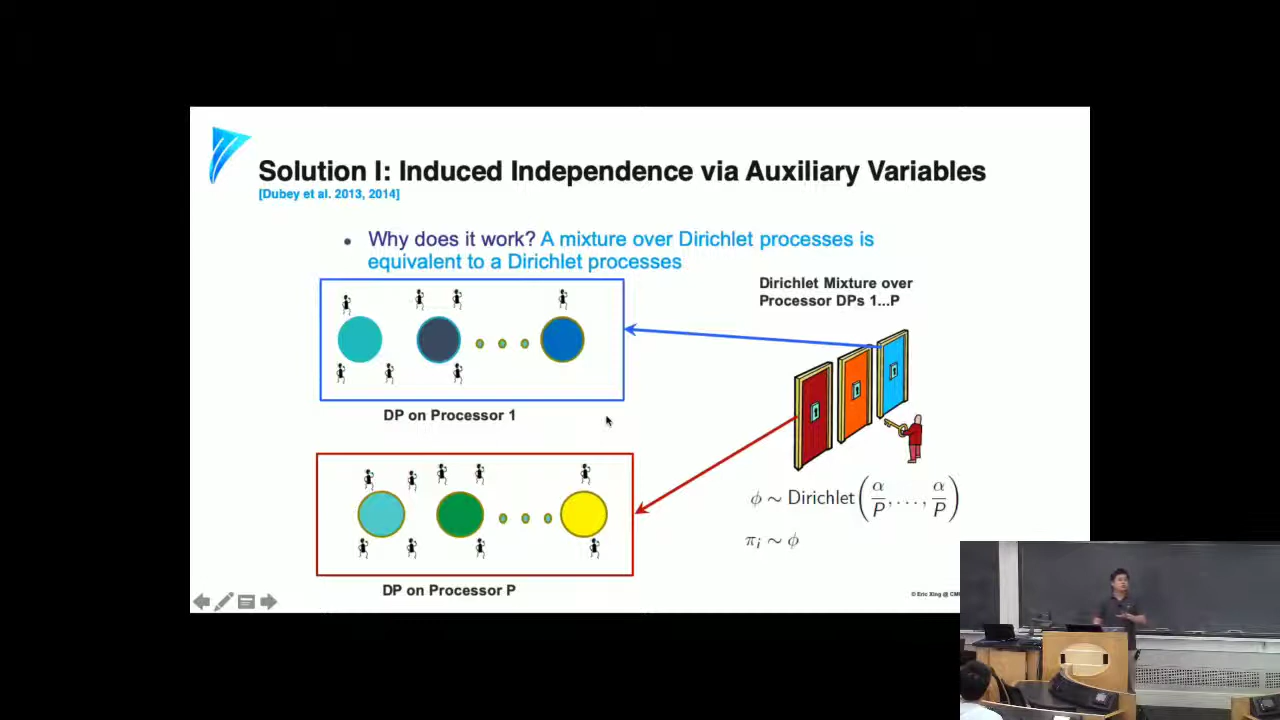 Solution I: Induced Independence via Auxiliary Variables
[Dubey et al. 2013, 2014]
• Why does it work? A mixture over Dirichlet processes is
equivalent to a Dirichlet processes
Dirichlet Mixture over
Processor DPs 1...P
DP on Processor 1
ϕ ~ Dirichlet(α/P, . . . , α/P)
π_i ~ ϕ
DP on Processor P
© Eric Xing @ CM